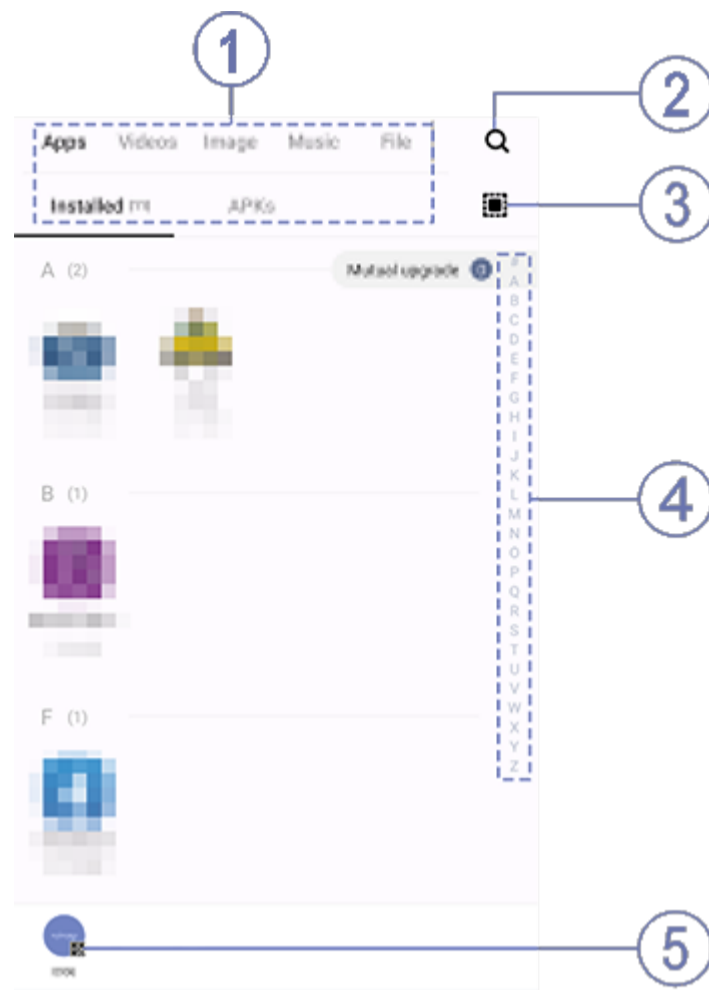 1
2
Apps Videos Image Music File
Installed APKs
3
A (2)
Mutual upgrade
#
A
B
C
D
E
F
G
H
I
J
K
L
M
N
O
P
Q
R
S
T
U
V
W
X
Y
Z
4
B (1)
F (1)
5